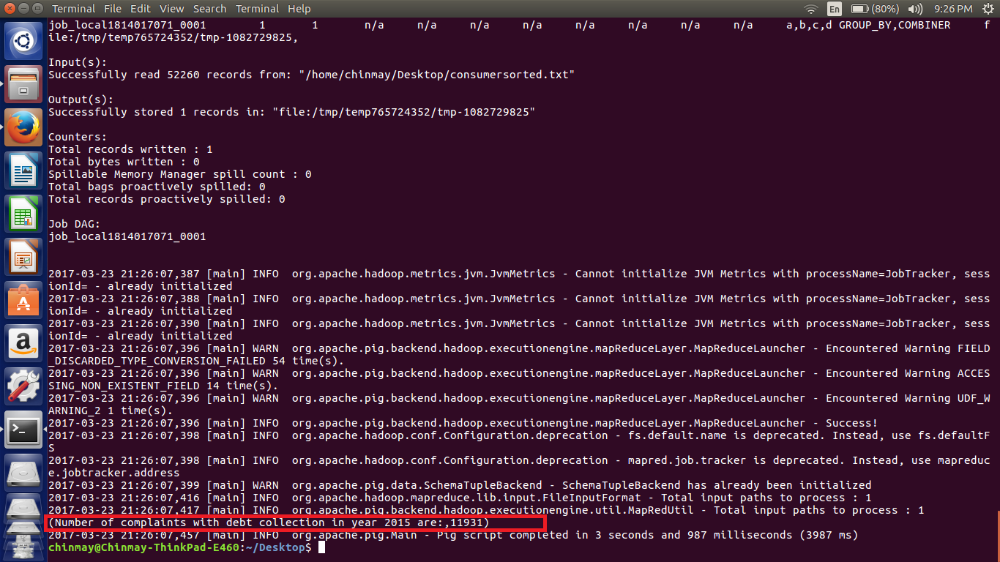 Terminal File Edit View Search Terminal Help En (80%) 9:26 PM
job_local1814017071_0001 1 1 n/a n/a n/a n/a n/a n/a n/a n/a a,b,c,d GROUP_BY,COMBINER f
ile:/tmp/temp765724352/tmp-1082729825,
Input(s):
Successfully read 52260 records from: "/home/chinmay/Desktop/consumersorted.txt"
Output(s):
Successfully stored 1 records in: "file:/tmp/temp765724352/tmp-1082729825"
Counters:
Total records written : 1
Total bytes written : 0
Spillable Memory Manager spill count : 0
Total bags proactively spilled: 0
Total records proactively spilled: 0
Job DAG:
job_local1814017071_0001
2017-03-23 21:26:07,387 [main] INFO org.apache.hadoop.metrics.jvm.JvmMetrics - Cannot initialize JVM Metrics with processName=JobTracker, sess
ionId= - already initialized
2017-03-23 21:26:07,388 [main] INFO org.apache.hadoop.metrics.jvm.JvmMetrics - Cannot initialize JVM Metrics with processName=JobTracker, sess
ionId= - already initialized
2017-03-23 21:26:07,390 [main] INFO org.apache.hadoop.metrics.jvm.JvmMetrics - Cannot initialize JVM Metrics with processName=JobTracker, sess
ionId= - already initialized
2017-03-23 21:26:07,396 [main] WARN org.apache.pig.backend.hadoop.executionengine.mapReduceLayer.MapReduceLauncher - Encountered Warning FIELD
_DISCARDED_TYPE_CONVERSION_FAILED 54 time(s).
2017-03-23 21:26:07,396 [main] WARN org.apache.pig.backend.hadoop.executionengine.mapReduceLayer.MapReduceLauncher - Encountered Warning ACCES
SING_NON_EXISTENT_FIELD 14 time(s).
2017-03-23 21:26:07,396 [main] WARN org.apache.pig.backend.hadoop.executionengine.mapReduceLayer.MapReduceLauncher - Encountered Warning UDF_W
ARNING_2 1 time(s).
2017-03-23 21:26:07,396 [main] INFO org.apache.pig.backend.hadoop.executionengine.mapReduceLayer.MapReduceLauncher - Success!
2017-03-23 21:26:07,398 [main] INFO org.apache.hadoop.conf.Configuration.deprecation - fs.default.name is deprecated. Instead, use fs.defaultF
S
2017-03-23 21:26:07,398 [main] INFO org.apache.hadoop.conf.Configuration.deprecation - mapred.job.tracker is deprecated. Instead, use mapreduc
e.jobtracker.address
2017-03-23 21:26:07,399 [main] WARN org.apache.pig.data.SchemaTupleBackend - SchemaTupleBackend has already been initialized
2017-03-23 21:26:07,416 [main] INFO org.apache.hadoop.mapreduce.lib.input.FileInputFormat - Total input paths to process : 1
2017-03-23 21:26:07,417 [main] INFO org.apache.pig.backend.hadoop.executionengine.util.MapRedUtil - Total input paths to process : 1
(Number of complaints with debt collection in year 2015 are:,11931)
2017-03-23 21:26:07,457 [main] INFO org.apache.pig.Main - Pig script completed in 3 seconds and 987 milliseconds (3987 ms)
chinmay@Chinmay-ThinkPad-E460:~/Desktop$